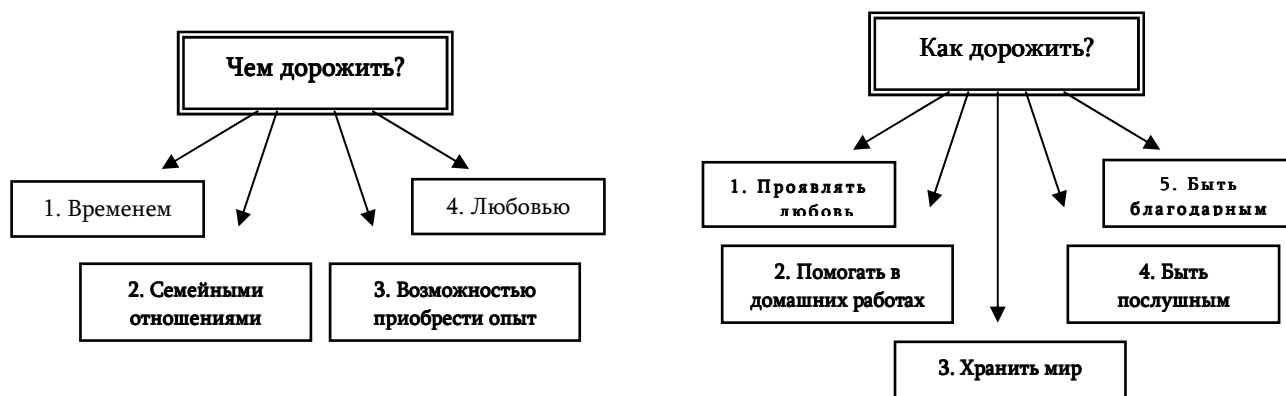 Чем дорожить?
1. Временем
2. Семейными
отношениями
3. Возможностью
приобрести опыт
4. Любовью
Как дорожить?
1. Проявлять
любовь
2. Помогать в
домашних работах
3. Хранить мир
4. Быть
послушным
5. Быть
благодарным